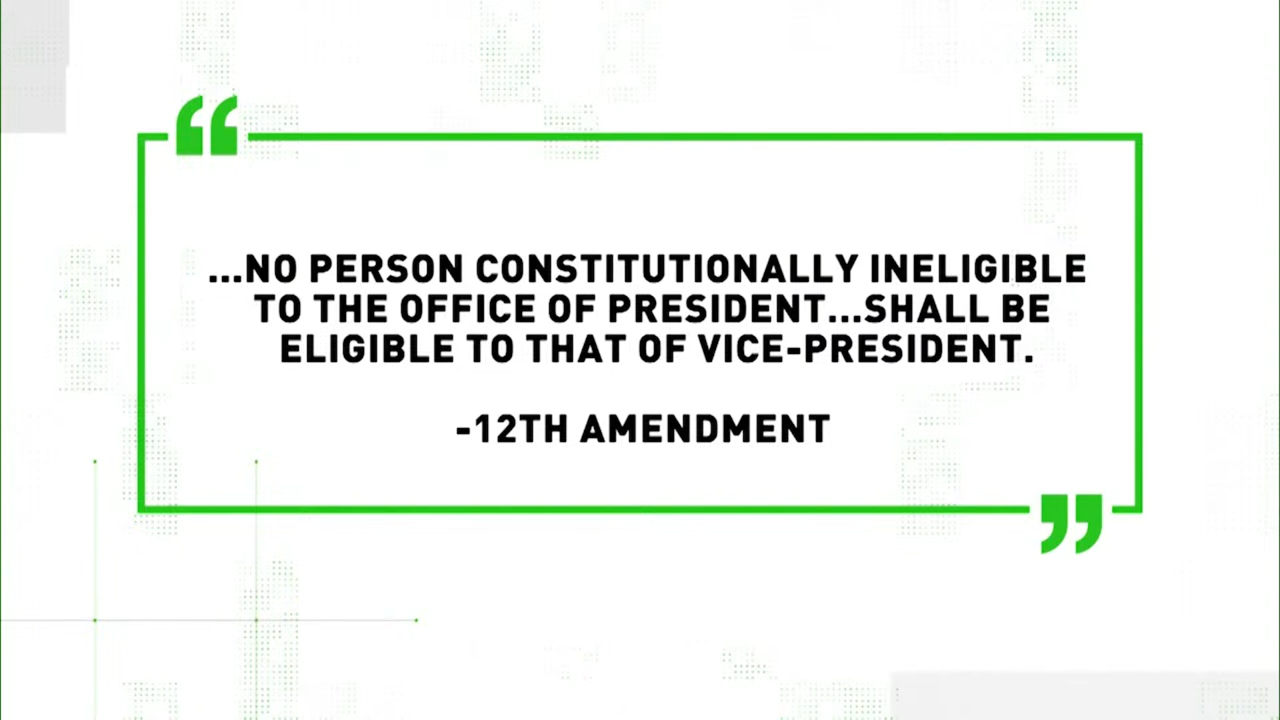 “
...NO PERSON CONSTITUTIONALLY INELIGIBLE
TO THE OFFICE OF PRESIDENT...SHALL BE
ELIGIBLE TO THAT OF VICE-PRESIDENT.
-12TH AMENDMENT
”